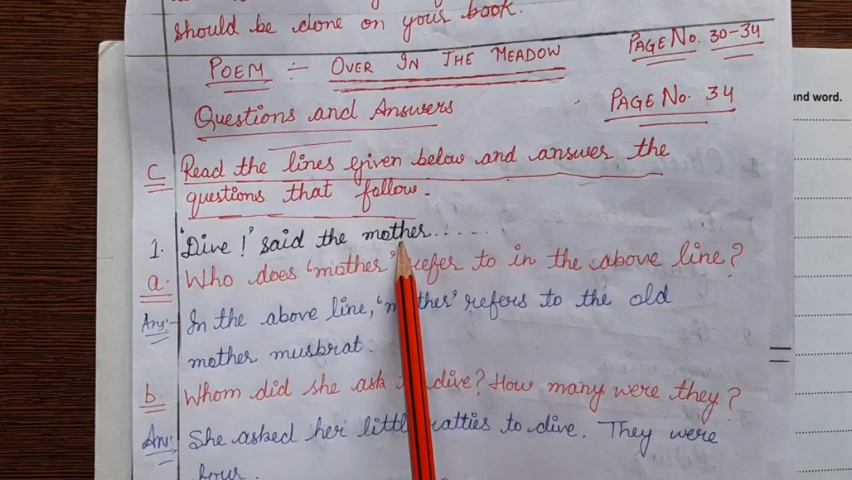 should be done on your book.
POEM :- OVER IN THE MEADOW PAGE NO. 30-34
Questions and Answers PAGE NO. 34
C Read the lines given below and answer the
questions that follow.
1. 'Dive!' said the mother.....
a. Who does 'mother' refer to in the above line?
Ans:- In the above line, 'mother' refers to the old
mother musbrat.
b. Whom did she ask to dive? How many were they?
Ans:- She asked her little ratties to dive. They were
four.
und word.